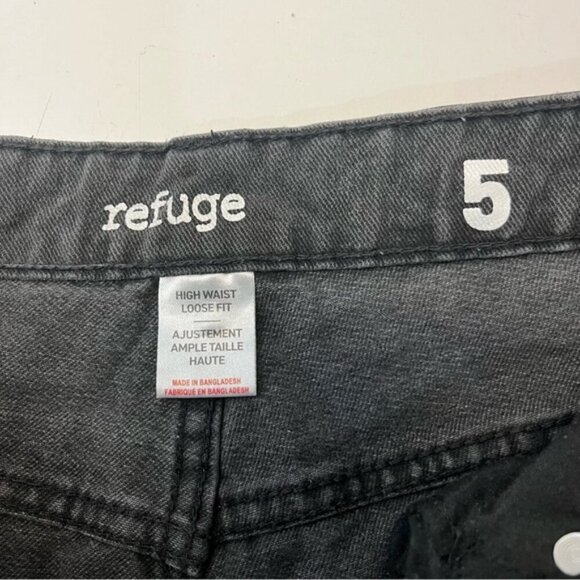 refuge 5
HIGH WAIST
LOOSE FIT
AJUSTEMENT
AMPLE TAILLE
HAUTE
MADE IN BANGLADESH
FABRIQUÉ EN BANGLADESH